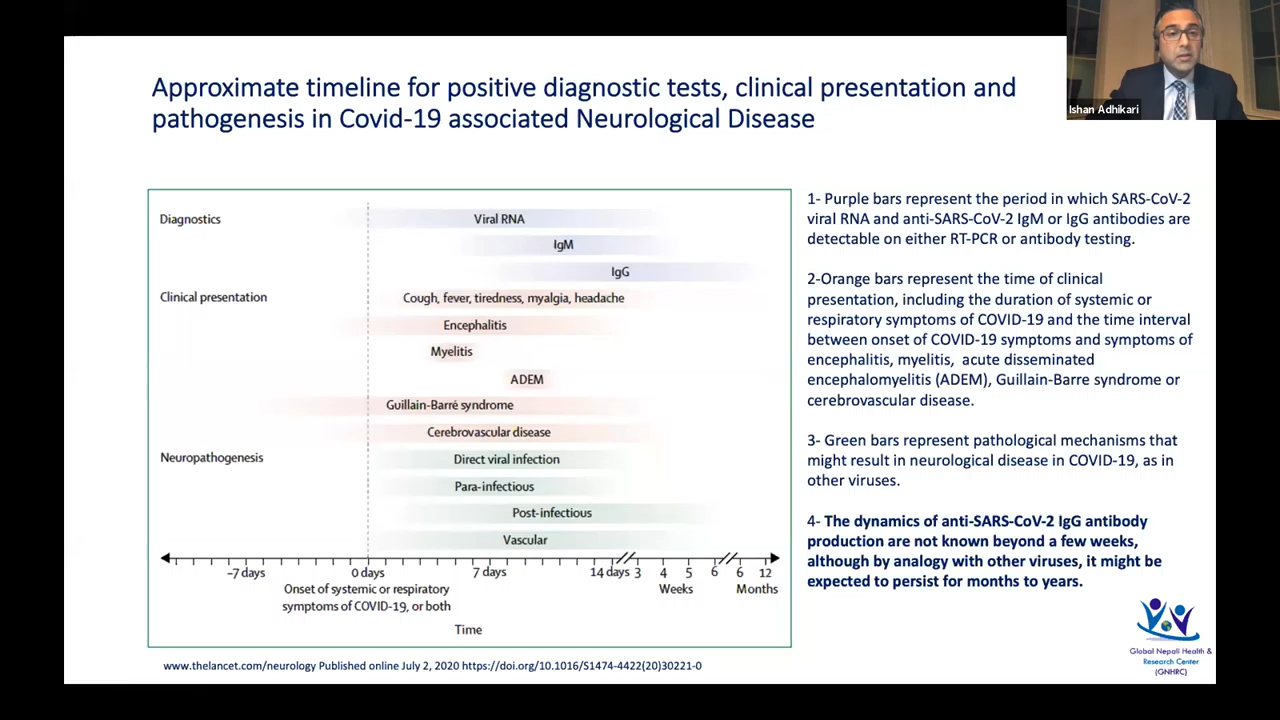 Ishan Adhikari
Approximate timeline for positive diagnostic tests, clinical presentation and
pathogenesis in Covid-19 associated Neurological Disease
Diagnostics
Viral RNA
IgM
IgG
Clinical presentation
Cough, fever, tiredness, myalgia, headache
Encephalitis
Myelitis
ADEM
Guillain-Barré syndrome
Cerebrovascular disease
Neuropathogenesis
Direct viral infection
Para-infectious
Post-infectious
Vascular
–7 days 0 days 7 days 14 days 3 4 5 6 6 12
Onset of systemic or respiratory Weeks Months
symptoms of COVID-19, or both
Time
1- Purple bars represent the period in which SARS-CoV-2
viral RNA and anti-SARS-CoV-2 IgM or IgG antibodies are
detectable on either RT-PCR or antibody testing.
2-Orange bars represent the time of clinical
presentation, including the duration of systemic or
respiratory symptoms of COVID-19 and the time interval
between onset of COVID-19 symptoms and symptoms of
encephalitis, myelitis, acute disseminated
encephalomyelitis (ADEM), Guillain-Barre syndrome or
cerebrovascular disease.
3- Green bars represent pathological mechanisms that
might result in neurological disease in COVID-19, as in
other viruses.
4- The dynamics of anti-SARS-CoV-2 IgG antibody
production are not known beyond a few weeks,
although by analogy with other viruses, it might be
expected to persist for months to years.
www.thelancet.com/neurology Published online July 2, 2020 https://doi.org/10.1016/S1474-4422(20)30221-0
Global Nepali Health &
Research Center
(GNHRC)